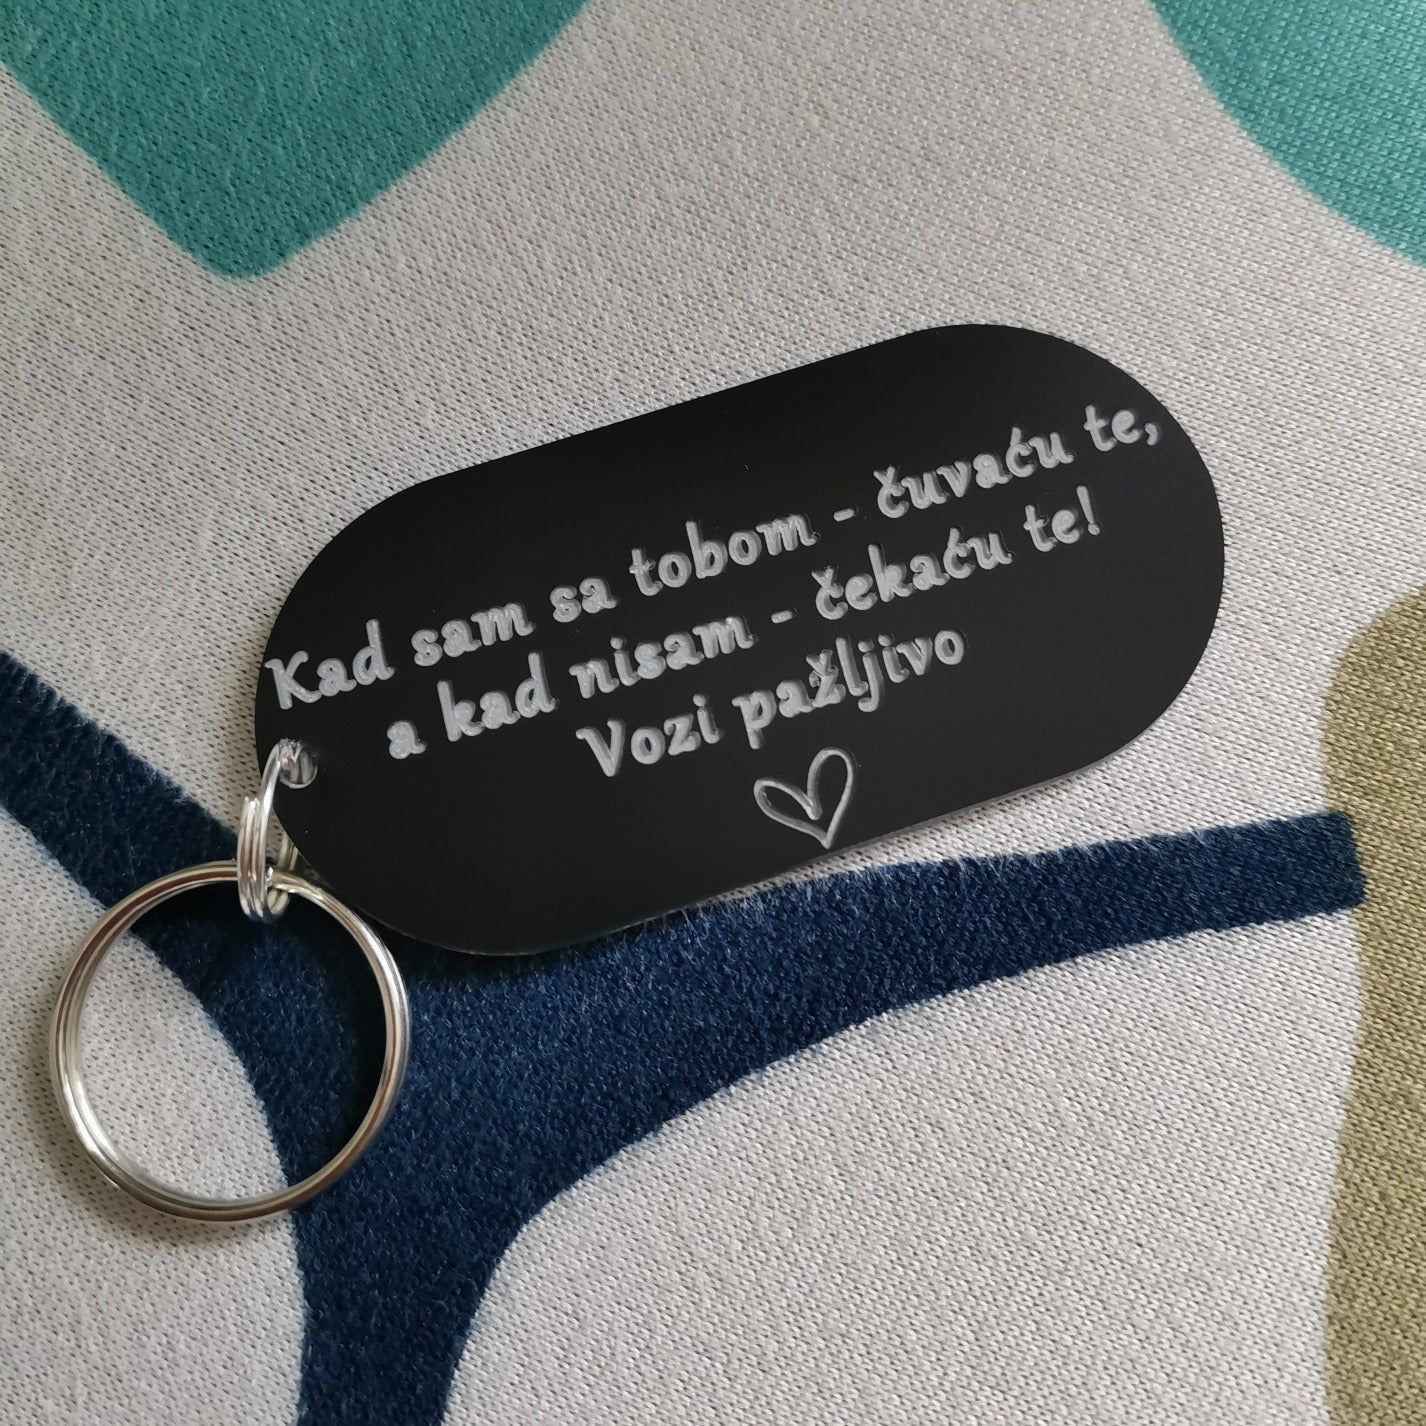 Kad sam sa tobom - čuvaću te,
a kad nisam - čekaću te!
Vozi pažljivo